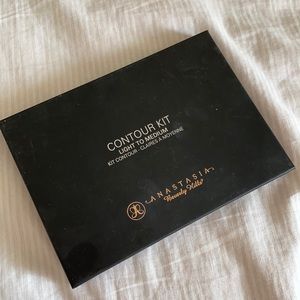 CONTOUR KIT
LIGHT TO MEDIUM
KIT CONTOUR - CLAIRES A MOYENNE
ANASTASIA
Beverly Hills